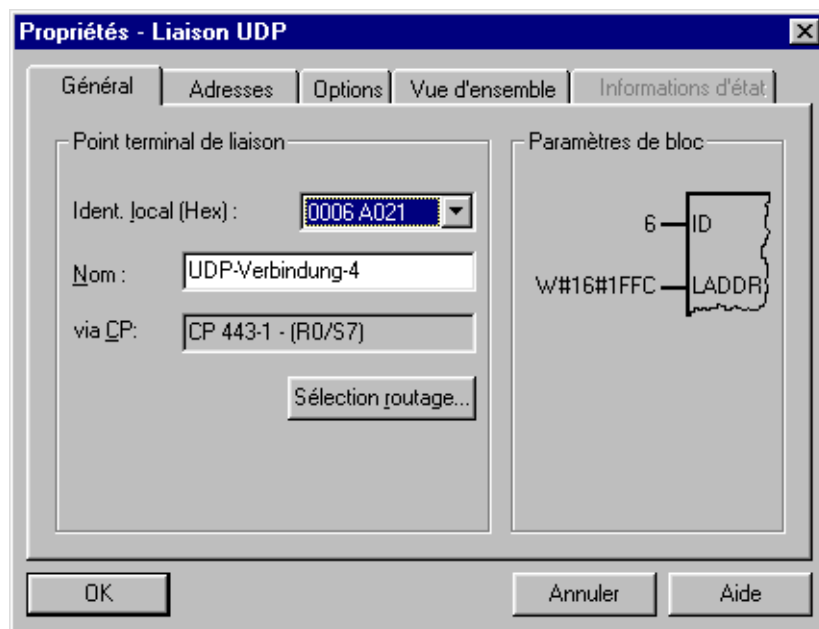 Propriétés - Liaison UDP
Général Adresses Options Vue d'ensemble Informations d'état
Point terminal de liaison
Ident. local (Hex) : 0006 A021
Nom : UDP-Verbindung-4
via CP: CP 443-1 - (R0/S7)
Sélection routage...
Paramètres de bloc
6 ID
W#16#1FFC LADDR
OK Annuler Aide